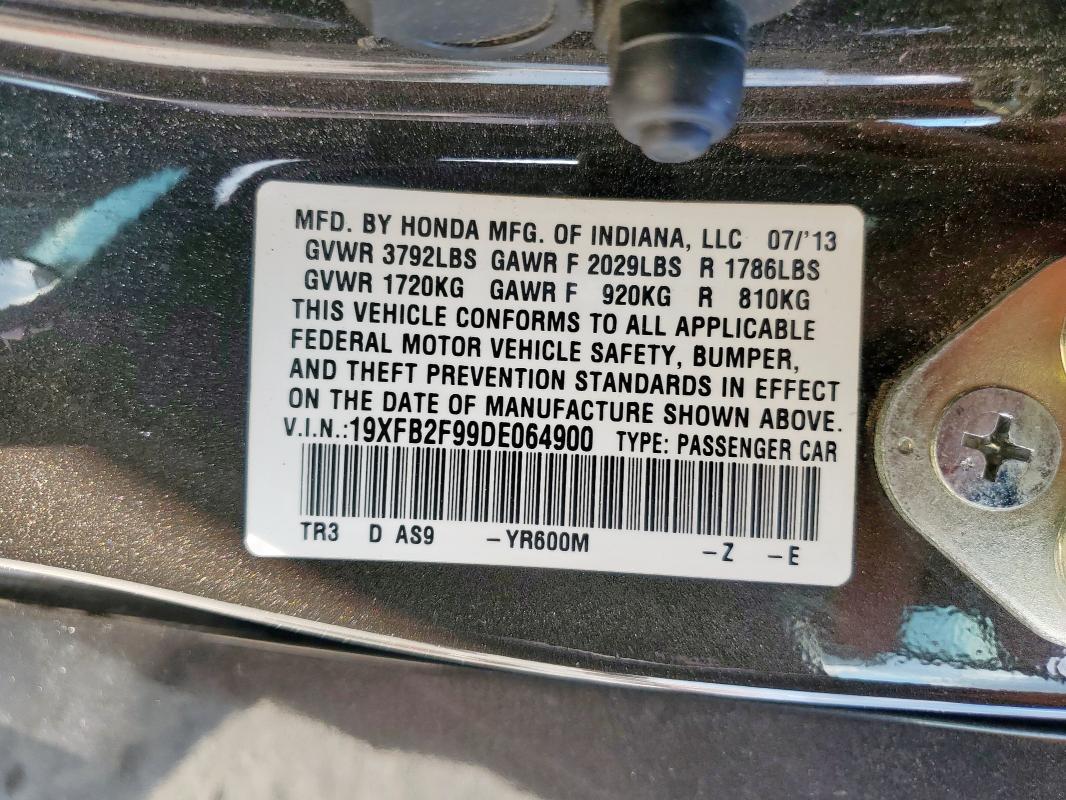 MFD. BY HONDA MFG. OF INDIANA, LLC 07/'13
GVWR 3792LBS GAWR F 2029LBS R 1786LBS
GVWR 1720KG GAWR F 920KG R 810KG
THIS VEHICLE CONFORMS TO ALL APPLICABLE
FEDERAL MOTOR VEHICLE SAFETY, BUMPER,
AND THEFT PREVENTION STANDARDS IN EFFECT
ON THE DATE OF MANUFACTURE SHOWN ABOVE.
V.I.N.:19XFB2F99DE064900 TYPE: PASSENGER CAR
TR3 D AS9 -YR600M -Z -E